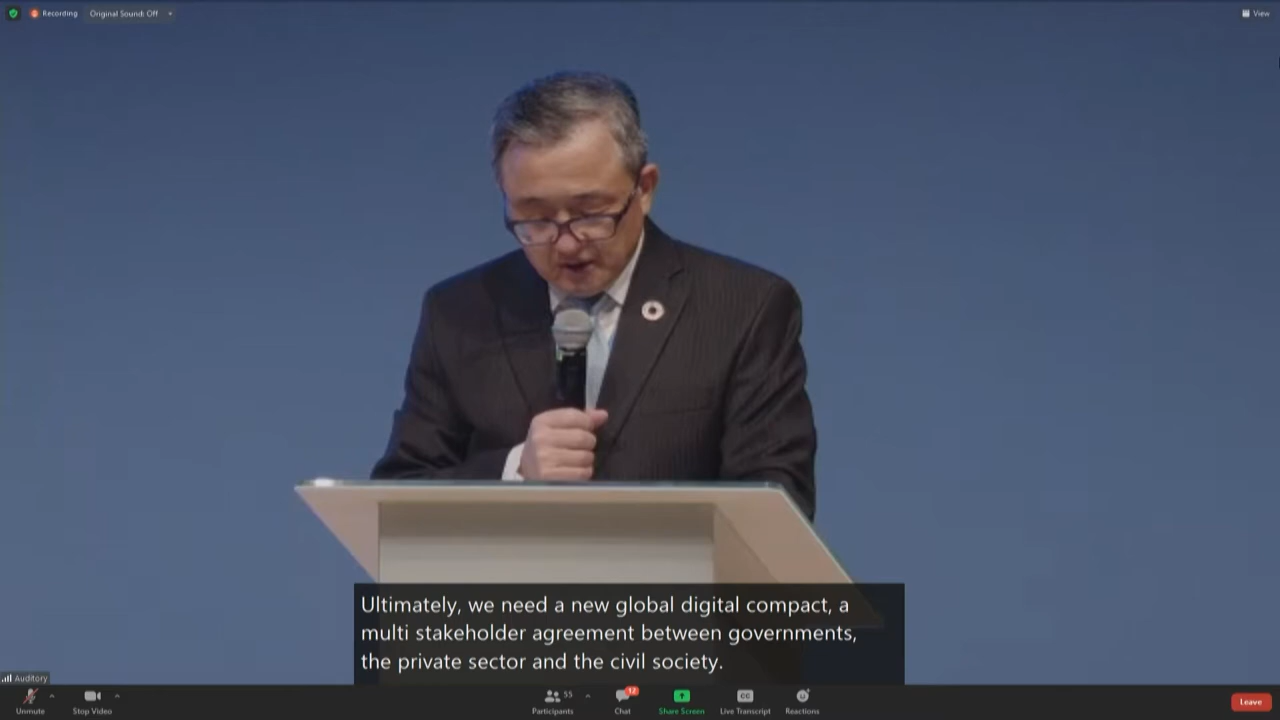 Recording
Original Sound: Off
View
Ultimately, we need a new global digital compact, a
multi stakeholder agreement between governments,
the private sector and the civil society.
Auditory
Unmute
Stop Video
55
Participants
12
Chat
Share Screen
CC
Live Transcript
Reactions
Leave